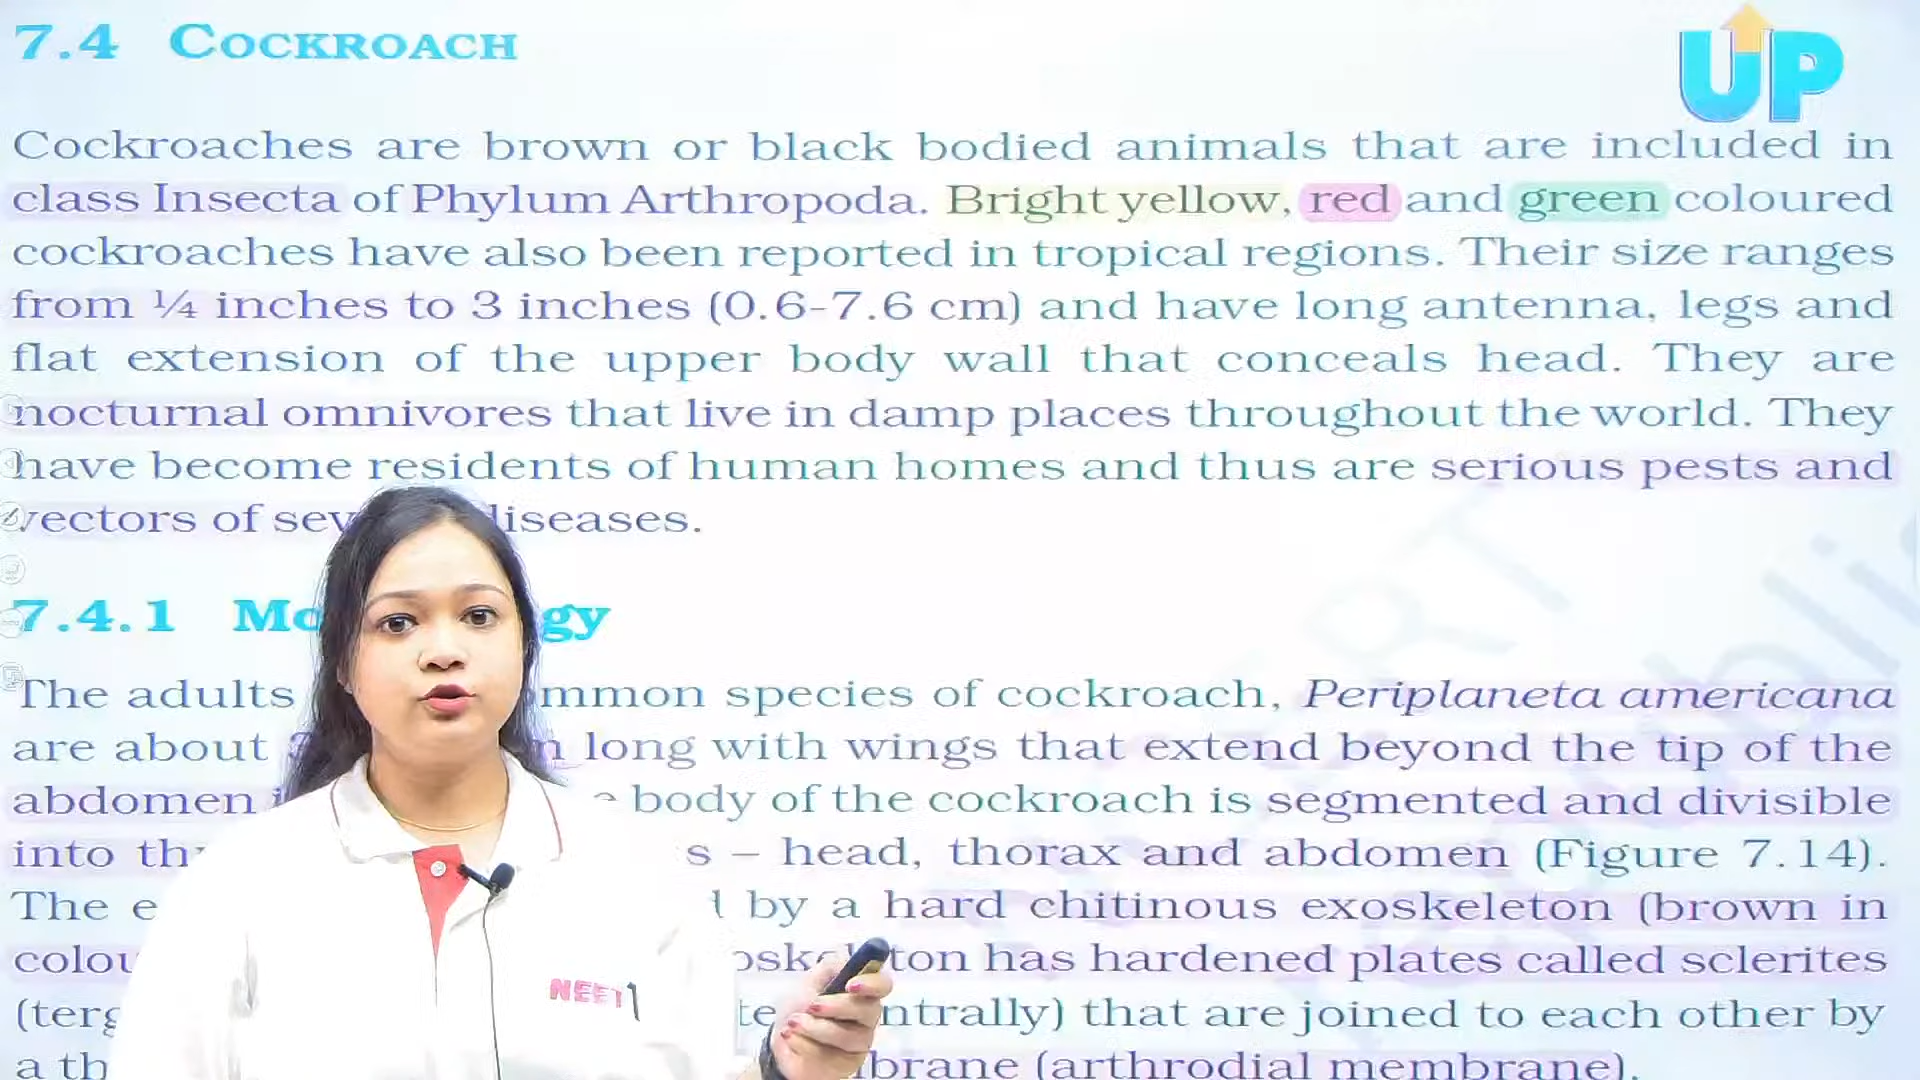 7.4 COCKROACH
UP
Cockroaches are brown or black bodied animals that are included in
class Insecta of Phylum Arthropoda. Bright yellow, red and green coloured
cockroaches have also been reported in tropical regions. Their size ranges
from ¼ inches to 3 inches (0.6-7.6 cm) and have long antenna, legs and
flat extension of the upper body wall that conceals head. They are
nocturnal omnivores that live in damp places throughout the world. They
have become residents of human homes and thus are serious pests and
vectors of diseases.
7.4.1
The adults species of cockroach, Periplaneta americana
are about long with wings that extend beyond the tip of the
abdomen body of the cockroach is segmented and divisible
into – head, thorax and abdomen (Figure 7.14).
The by a hard chitinous exoskeleton (brown in
has hardened plates called sclerites
that are joined to each other by
a (arthrodial membrane).
NEET